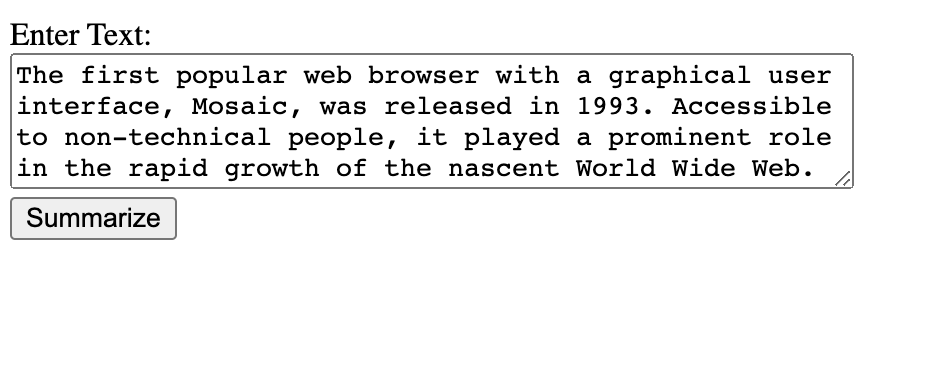 Enter Text:
The first popular web browser with a graphical user
interface, Mosaic, was released in 1993. Accessible
to non-technical people, it played a prominent role
in the rapid growth of the nascent World Wide Web.
Summarize